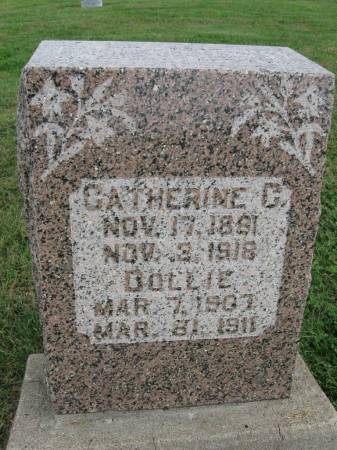 CATHERINE C.
NOV. 17, 1891
NOV. 3, 1918
DOLLIE
MAR. 7, 1907
MAR. 31, 1911